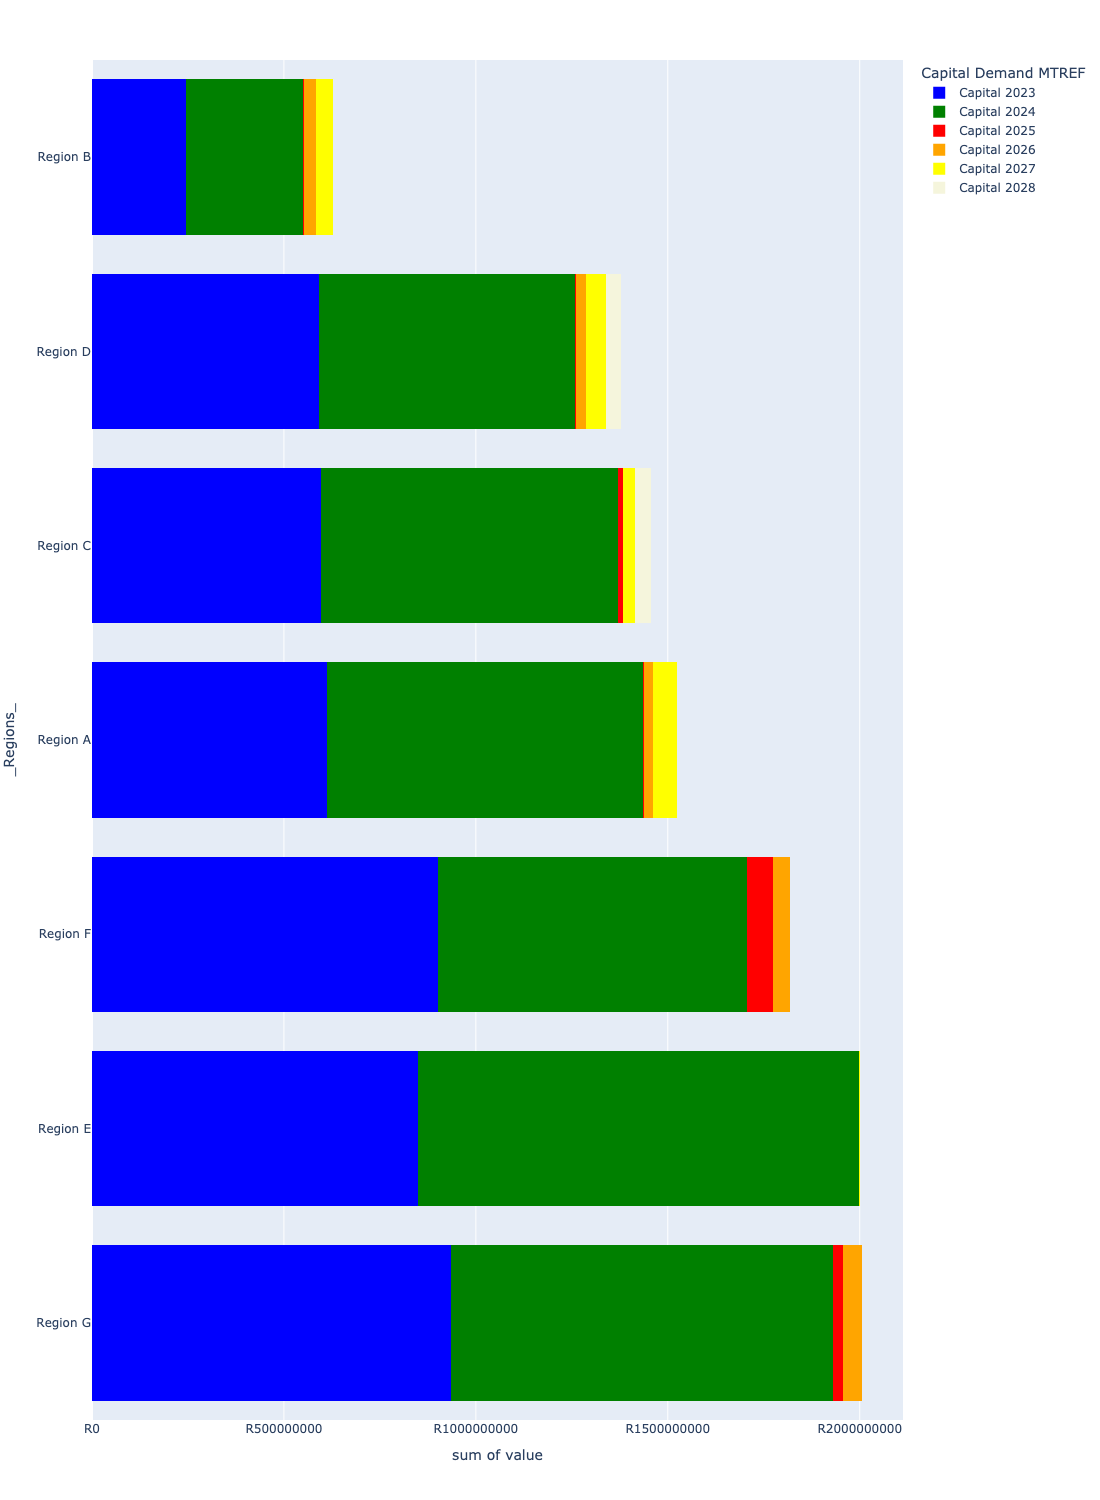 Capital Demand MTREF
Capital 2023
Capital 2024
Capital 2025
Capital 2026
Capital 2027
Capital 2028
Region B
Region D
Region C
Region A
Region F
Region E
Region G
_Regions_
R0
R500000000
R1000000000
R1500000000
R2000000000
sum of value